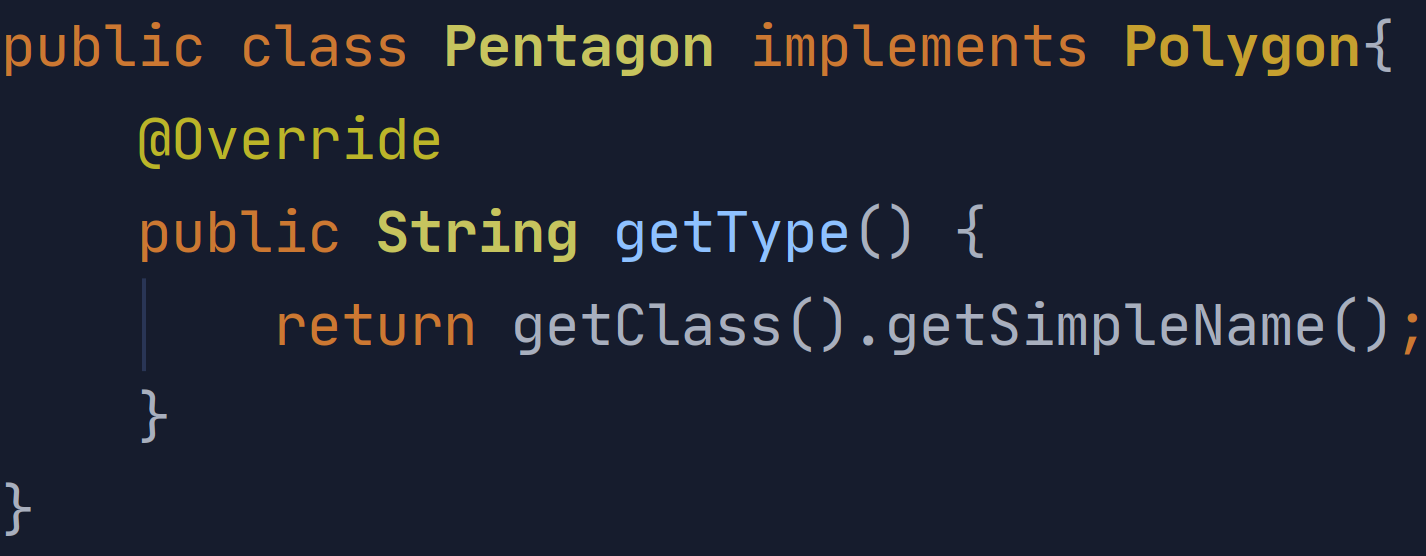 public class Pentagon implements Polygon{
    @Override
    public String getType() {
        return getClass().getSimpleName();
    }
}